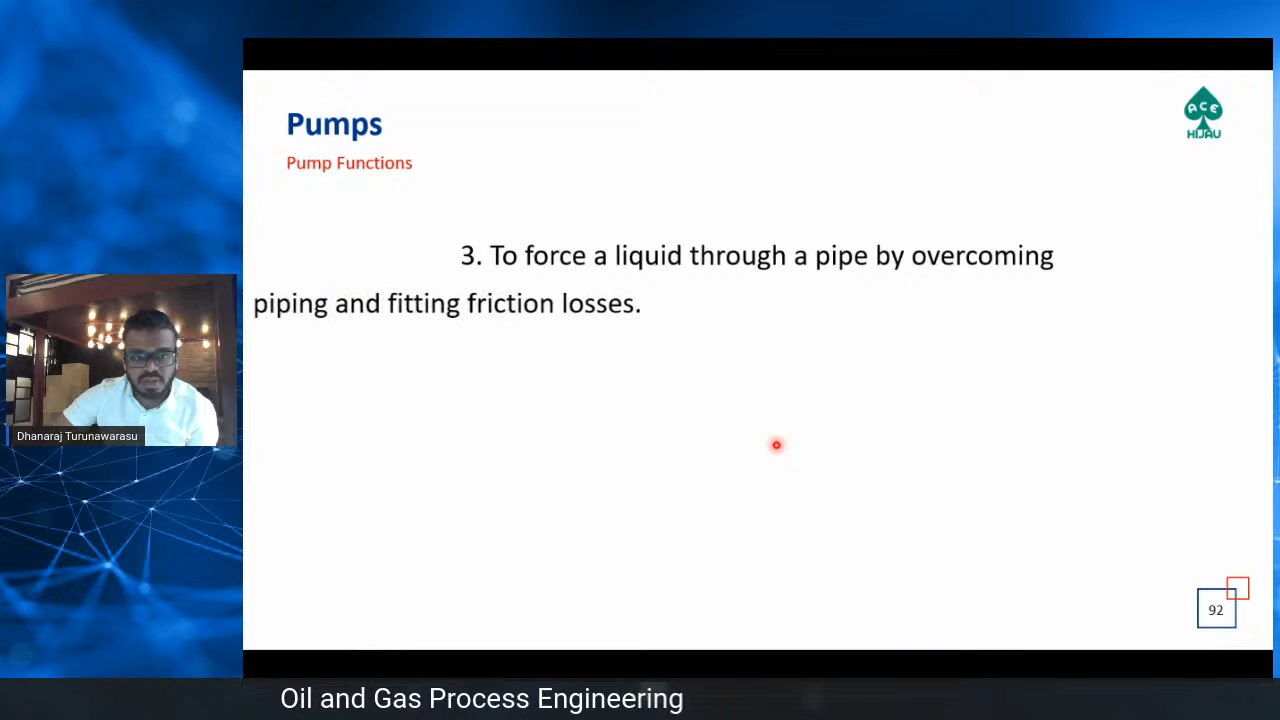 Pumps
Pump Functions
ACE
HIJAU
3. To force a liquid through a pipe by overcoming
piping and fitting friction losses.
Dhanaraj Turunawarasu
92
Oil and Gas Process Engineering